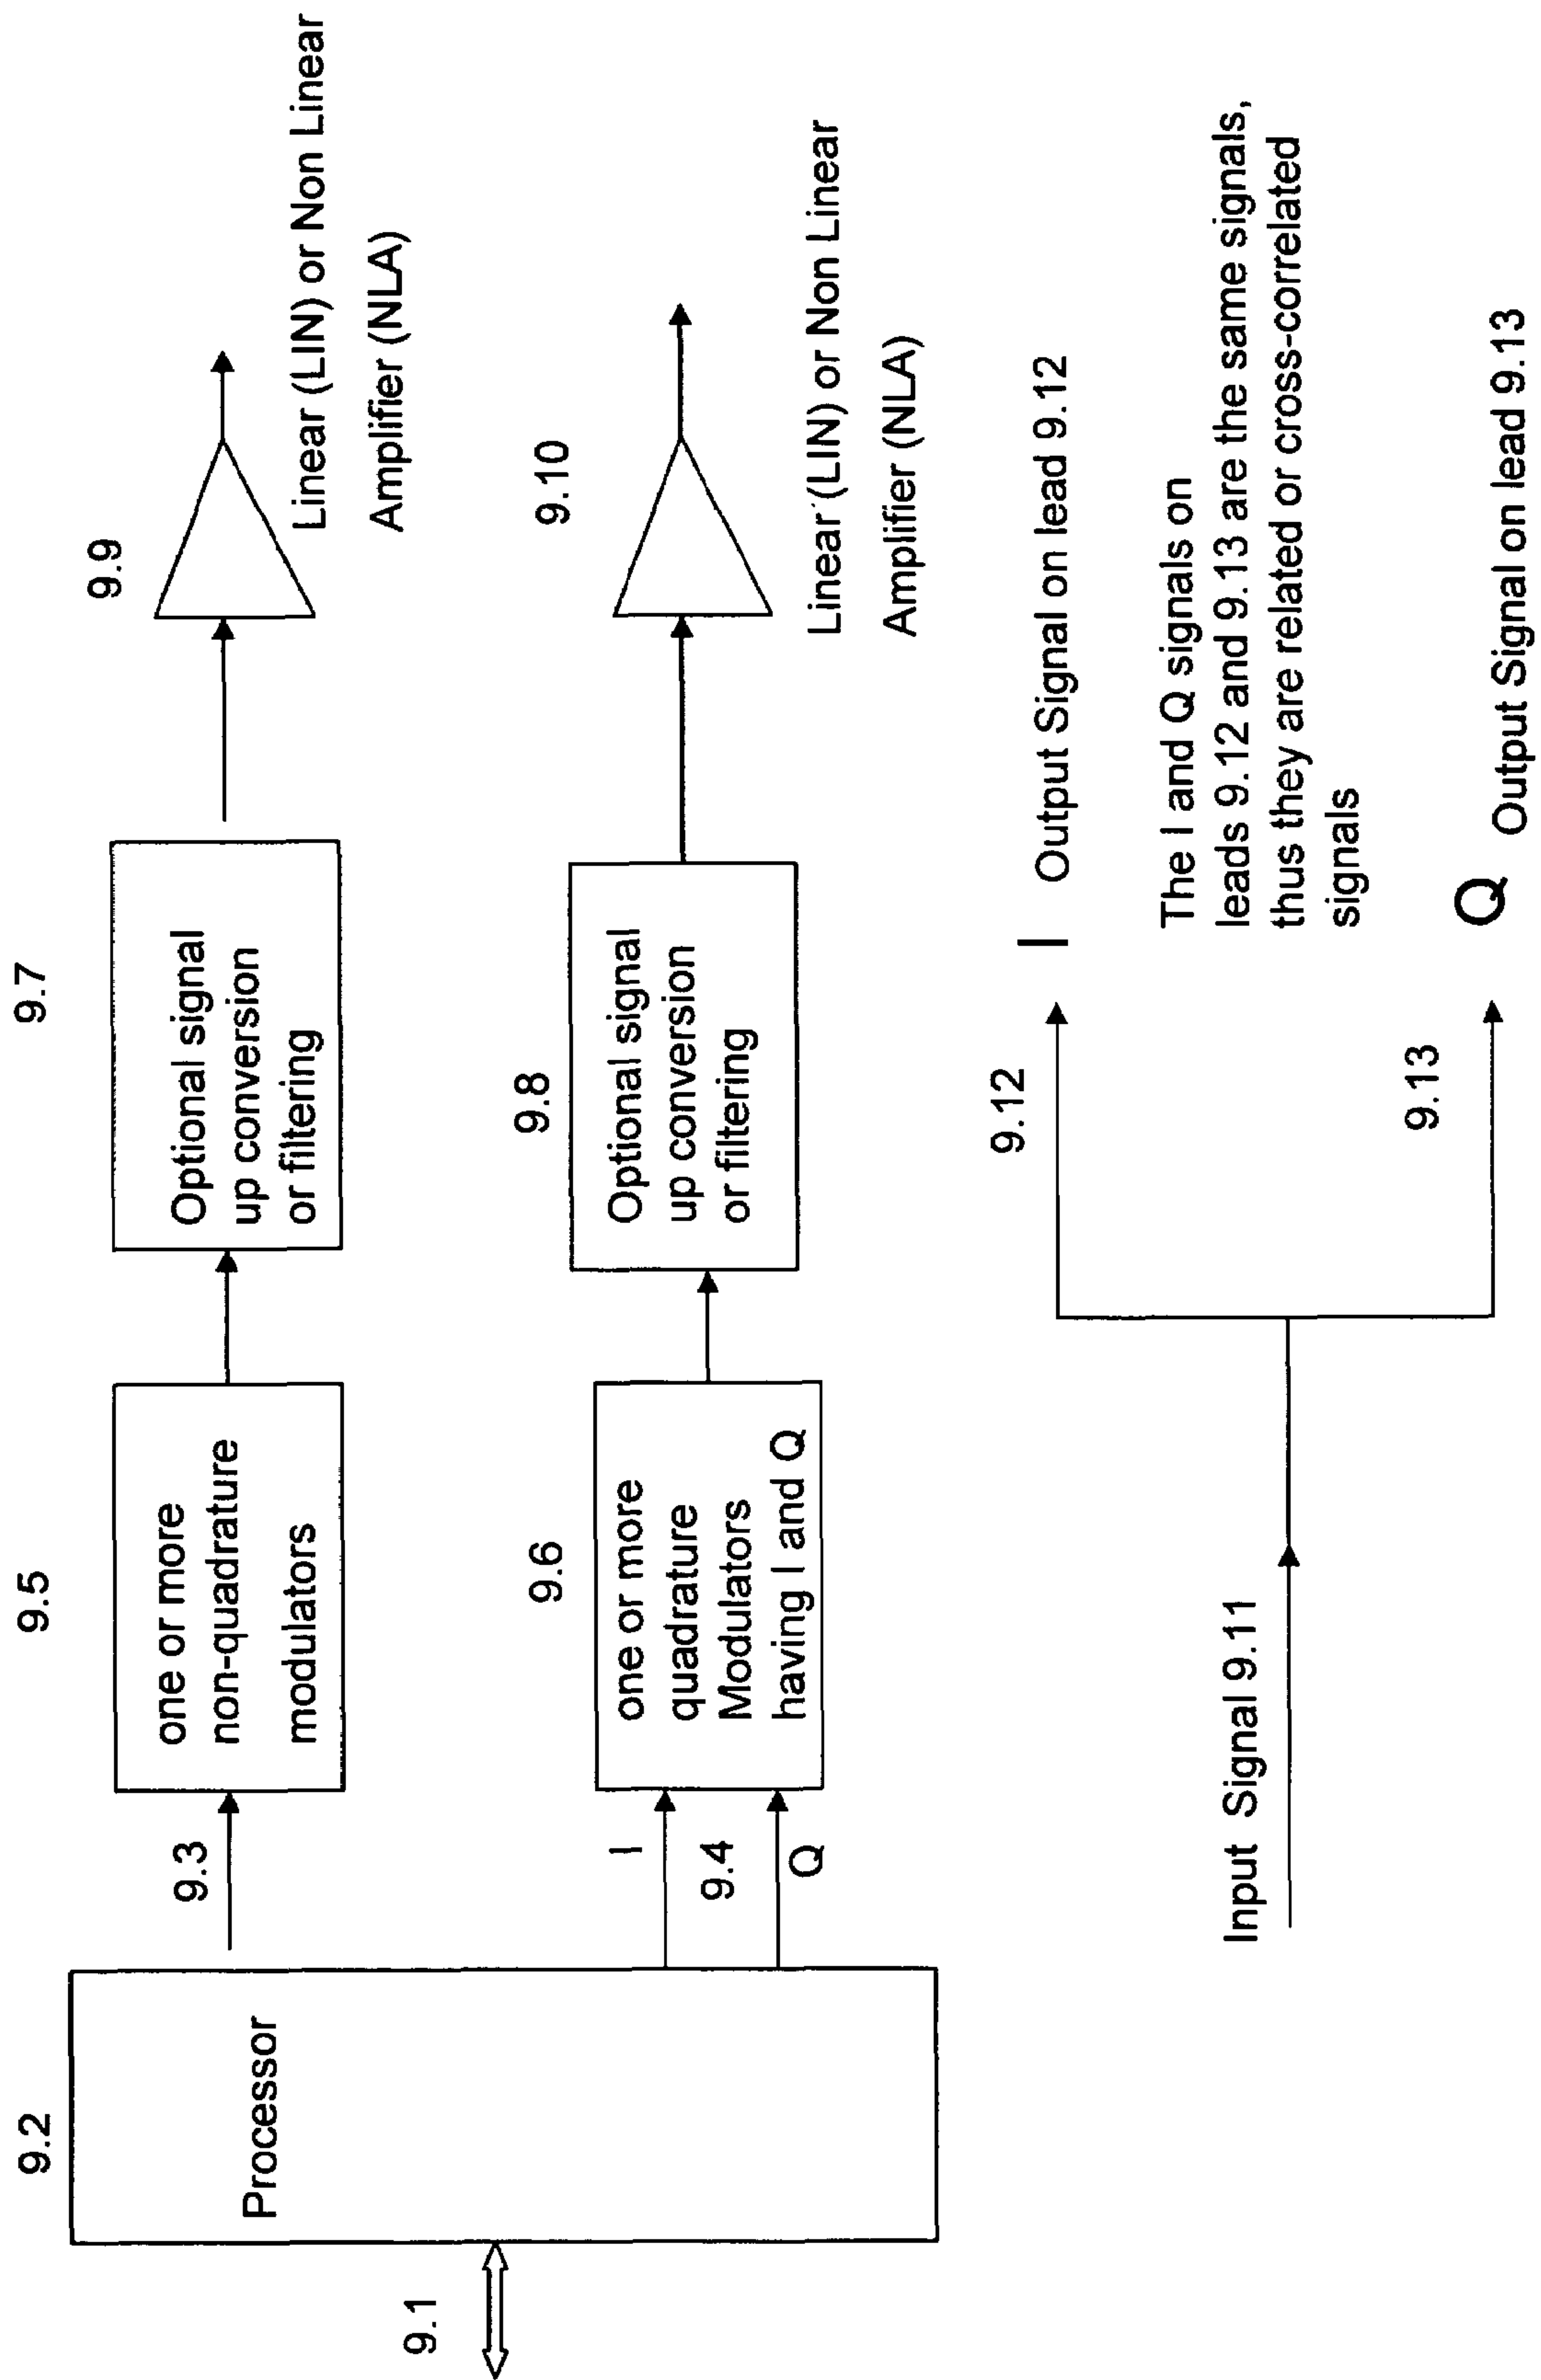 9.1
9.2
Processor
9.3
I
9.4
Q
9.5
one or more
non-quadrature
modulators
9.6
one or more
quadrature
Modulators
having I and Q
9.7
Optional signal
up conversion
or filtering
9.8
Optional signal
up conversion
or filtering
9.9
Linear (LIN) or Non Linear
Amplifier (NLA)
9.10
Linear (LIN) or Non Linear
Amplifier (NLA)
Input Signal 9.11
9.12
I
Output Signal on lead 9.12
The I and Q signals on
leads 9.12 and 9.13 are the same signals,
thus they are related or cross-correlated
signals
9.13
Q
Output Signal on lead 9.13